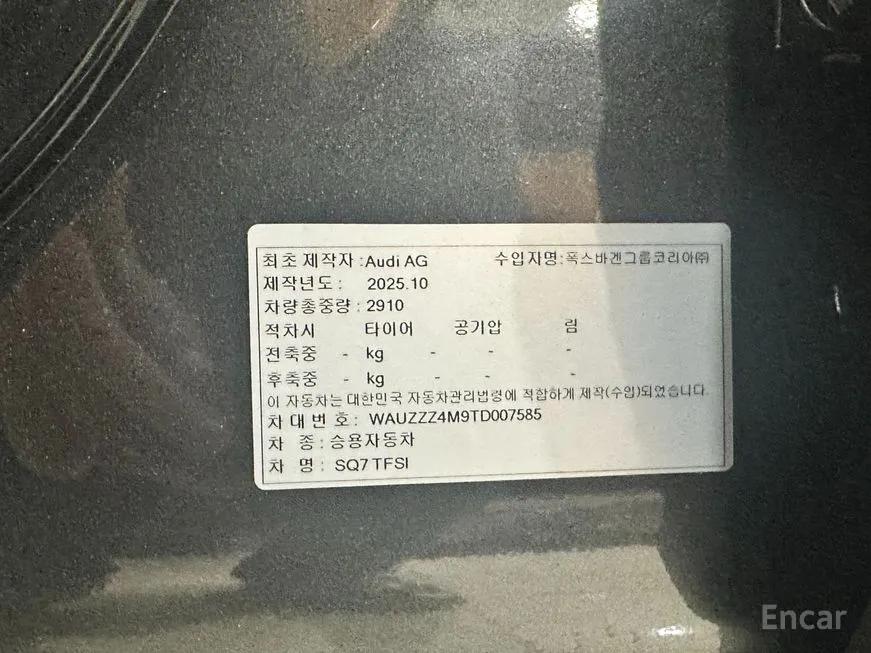 최초 제작자 : Audi AG 수입자명 : 폭스바겐그룹코리아㈜
제작년도 : 2025.10
차량총중량 : 2910
적차시 타이어 공기압 림
전축중 - kg - - -
후축중 - kg - - -
이 자동차는 대한민국 자동차관리법령에 적합하게 제작(수입)되었습니다.
차 대 번 호 : WAUZZZ4M9TD007585
차 종 : 승용자동차
차 명 : SQ7 TFSI
Encar